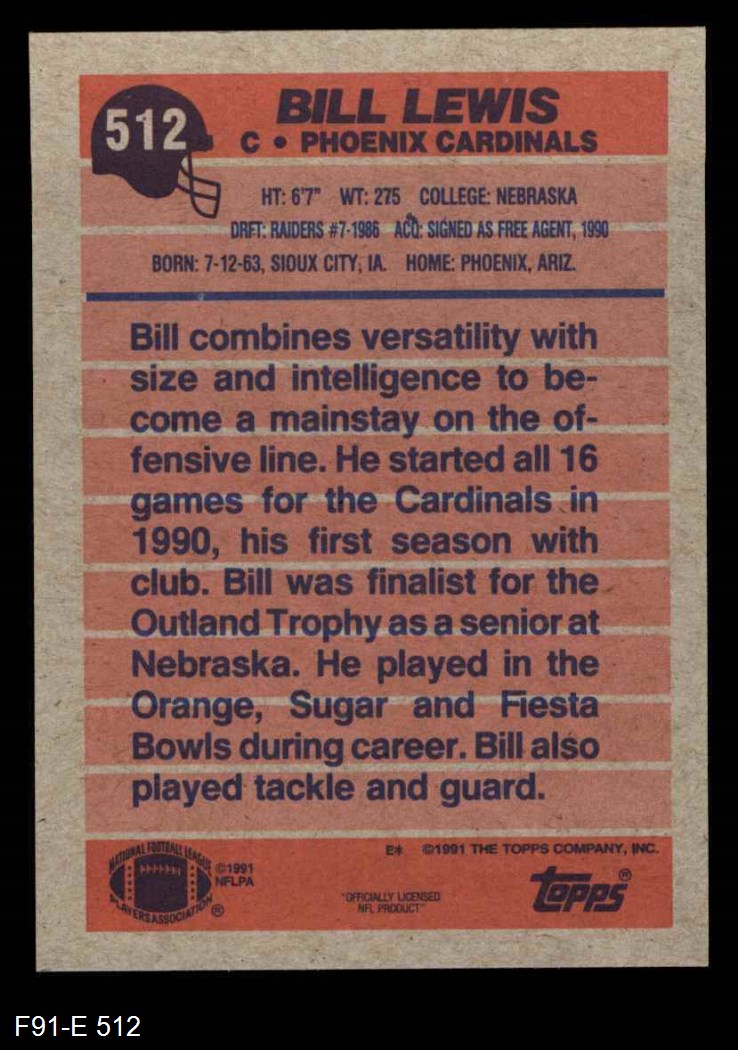 512
BILL LEWIS
C • PHOENIX CARDINALS
HT: 6'7" WT: 275 COLLEGE: NEBRASKA
DRFT: RAIDERS #7-1986 ACQ: SIGNED AS FREE AGENT, 1990
BORN: 7-12-63, SIOUX CITY, IA. HOME: PHOENIX, ARIZ.
Bill combines versatility with
size and intelligence to be-
come a mainstay on the of-
fensive line. He started all 16
games for the Cardinals in
1990, his first season with
club. Bill was finalist for the
Outland Trophy as a senior at
Nebraska. He played in the
Orange, Sugar and Fiesta
Bowls during career. Bill also
played tackle and guard.
E* ©1991 THE TOPPS COMPANY, INC.
NATIONAL FOOTBALL LEAGUE
PLAYERS ASSOCIATION ®
©1991
NFLPA
"OFFICIALLY LICENSED
NFL PRODUCT"
topps®
F91-E 512